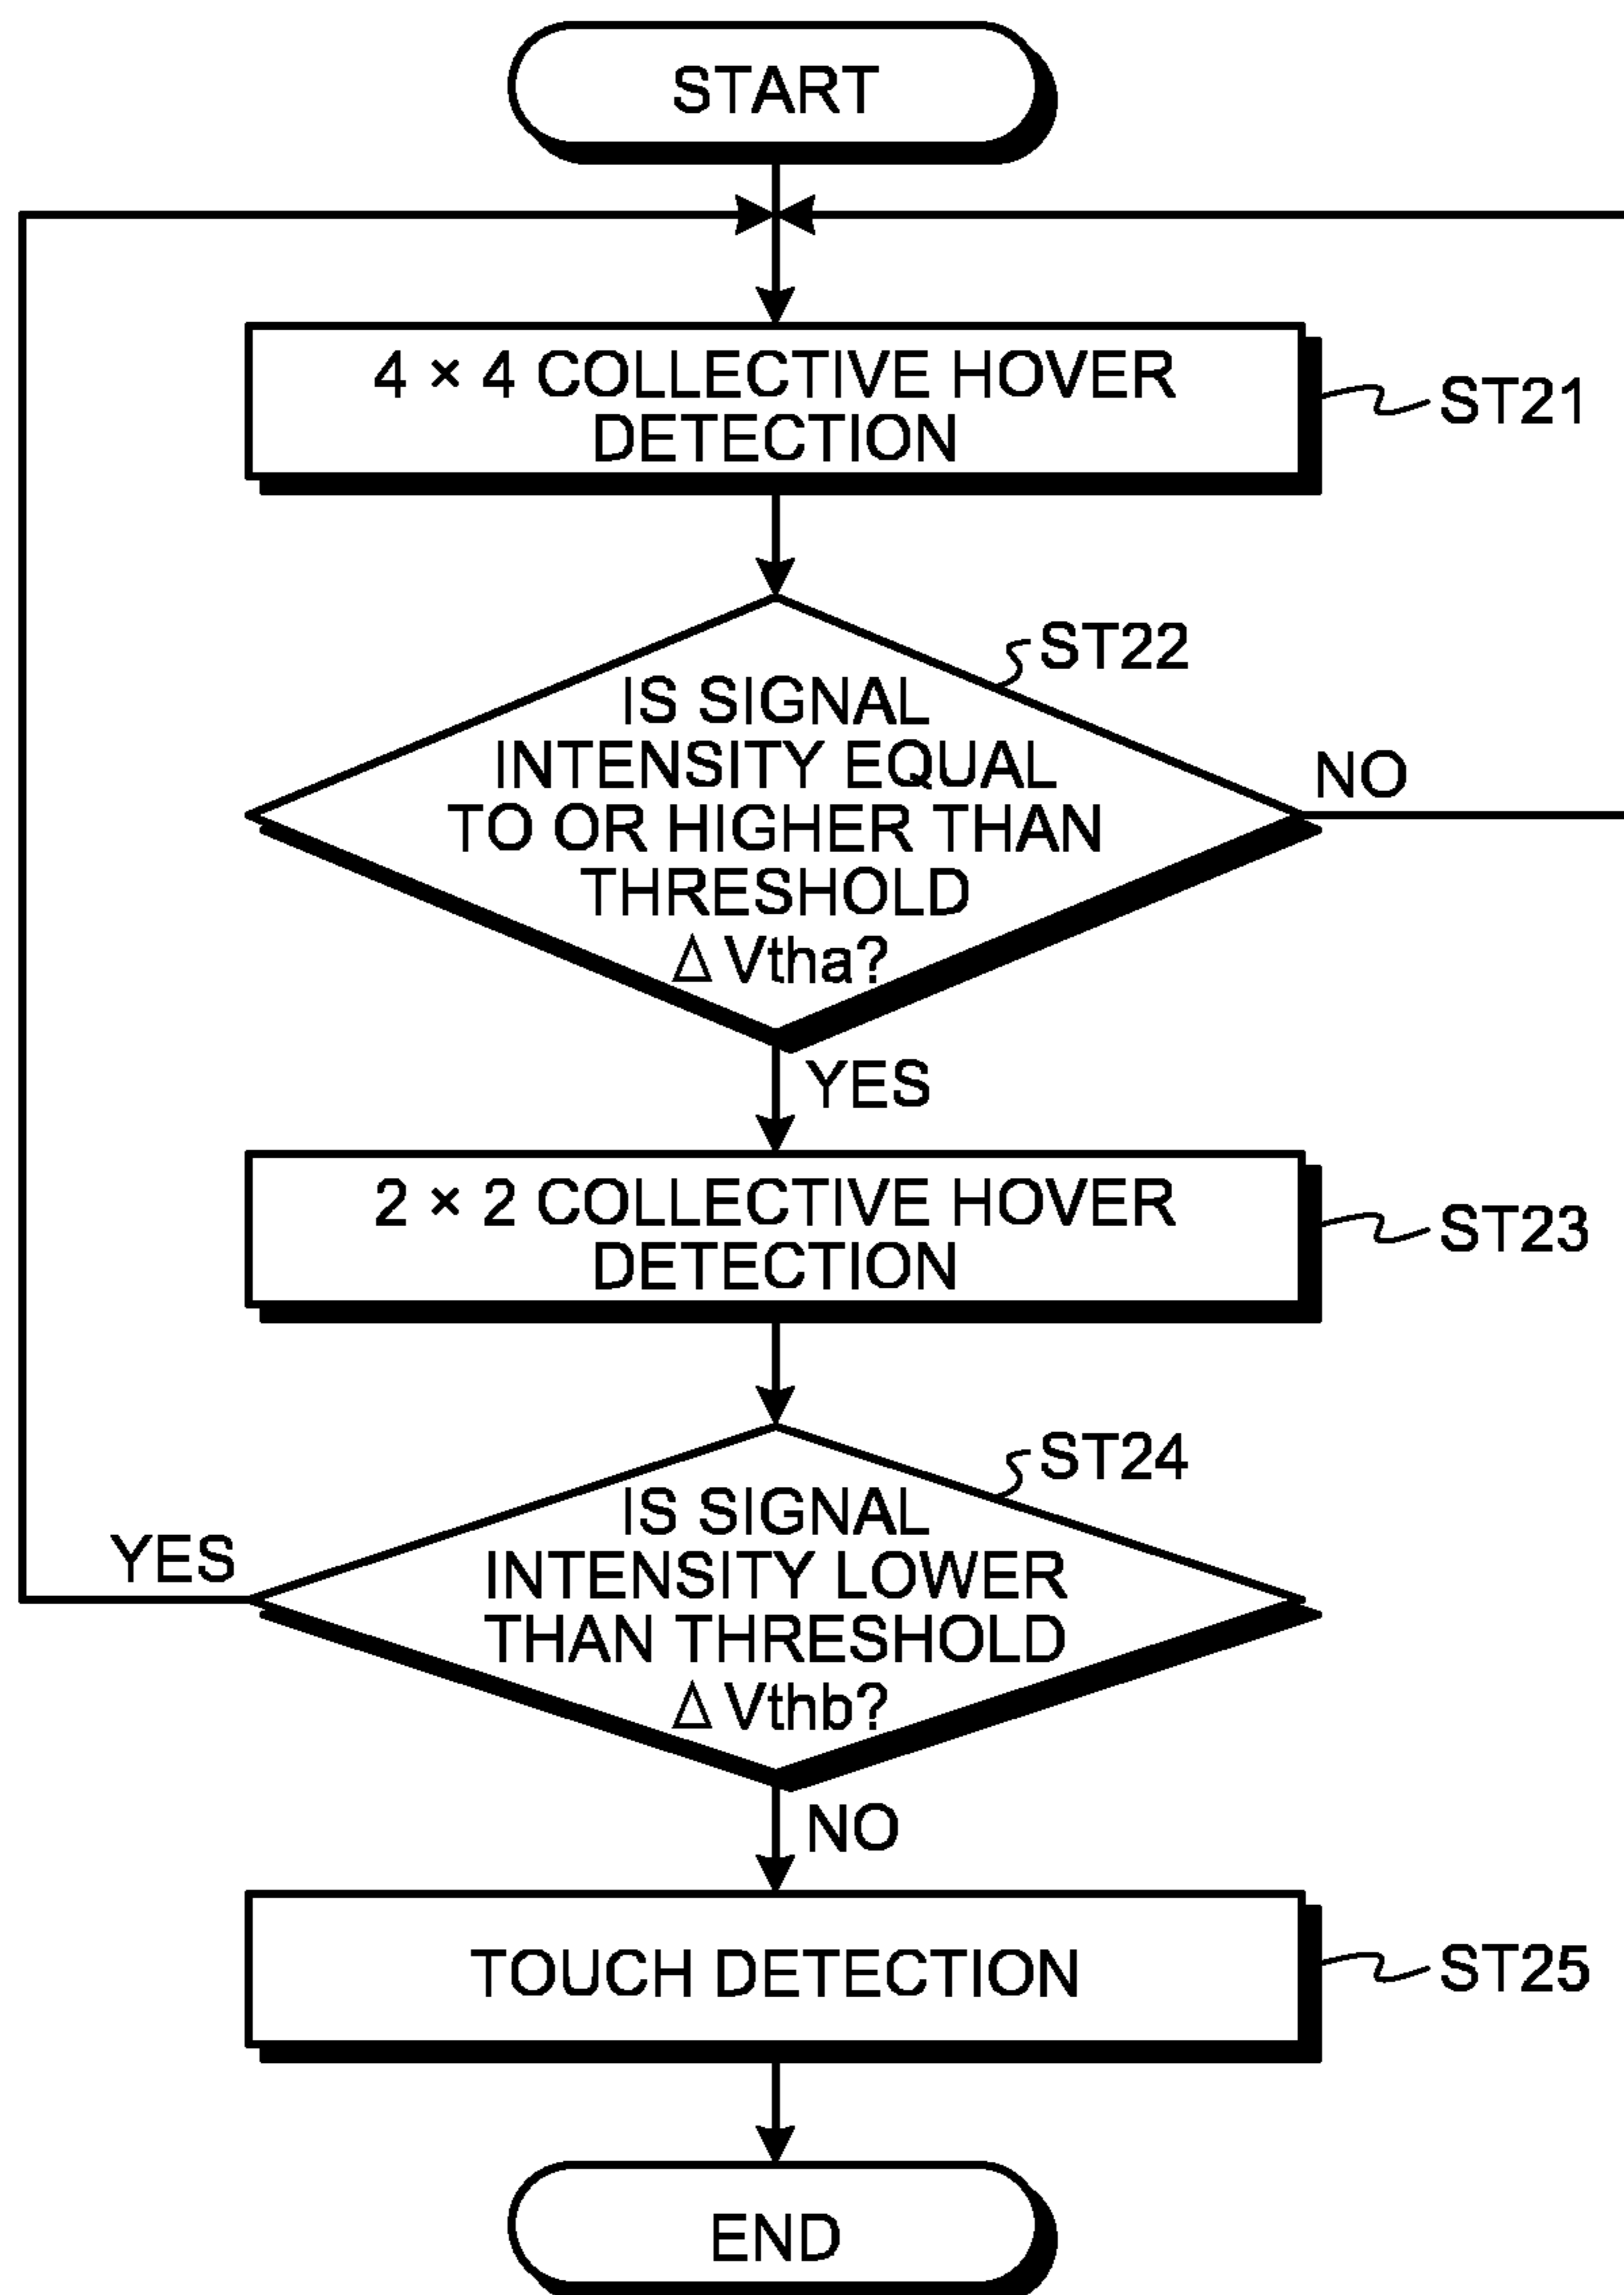 START
4 × 4 COLLECTIVE HOVER
DETECTION
ST21
ST22
IS SIGNAL
INTENSITY EQUAL
TO OR HIGHER THAN
THRESHOLD
Δ Vtha?
NO
YES
2 × 2 COLLECTIVE HOVER
DETECTION
ST23
ST24
IS SIGNAL
INTENSITY LOWER
THAN THRESHOLD
Δ Vthb?
YES
NO
TOUCH DETECTION
ST25
END